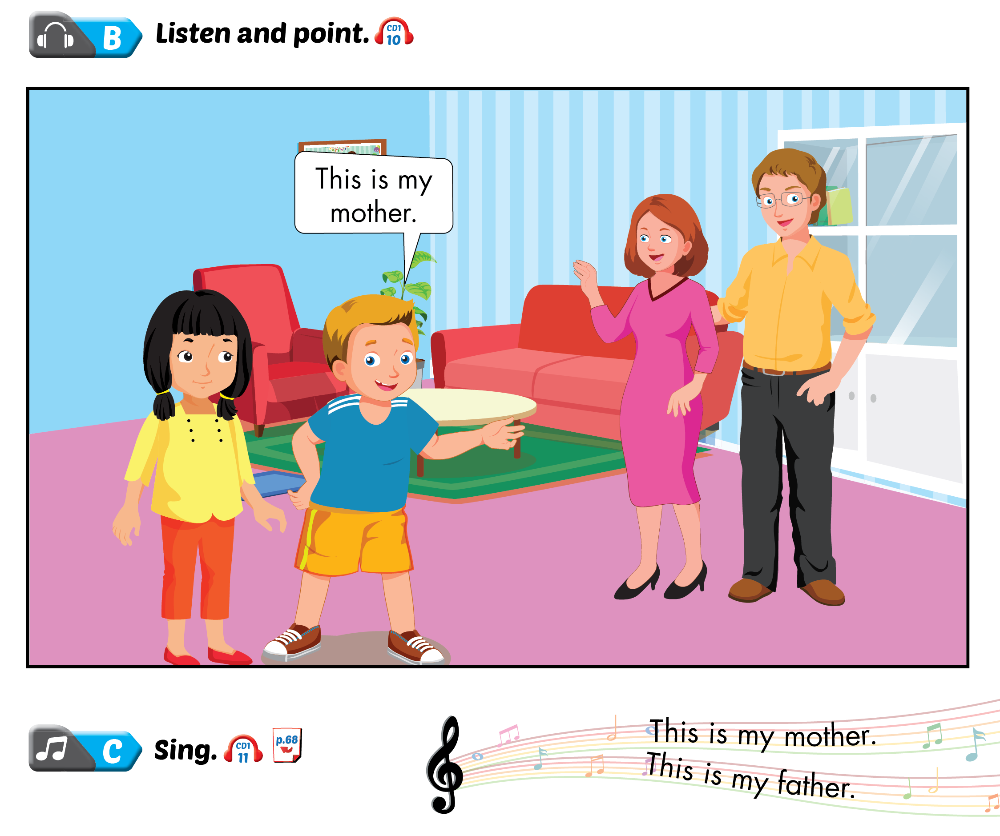 B Listen and point. CD1 10
This is my
mother.
C Sing. CD1 11 p.68
This is my mother.
This is my father.